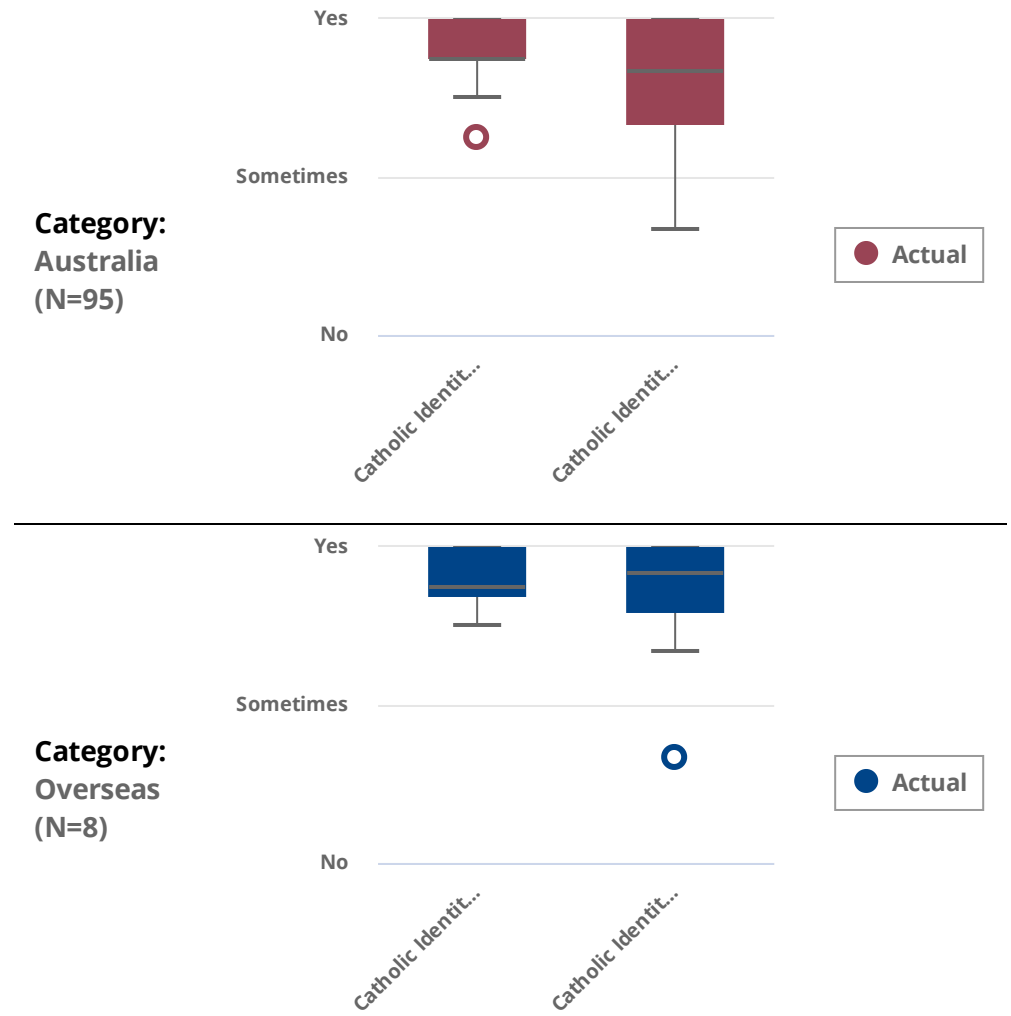 Yes
Sometimes
No
Category:
Australia
(N=95)
Actual
Catholic Identit...
Catholic Identit...
Yes
Sometimes
No
Category:
Overseas
(N=8)
Actual
Catholic Identit...
Catholic Identit...